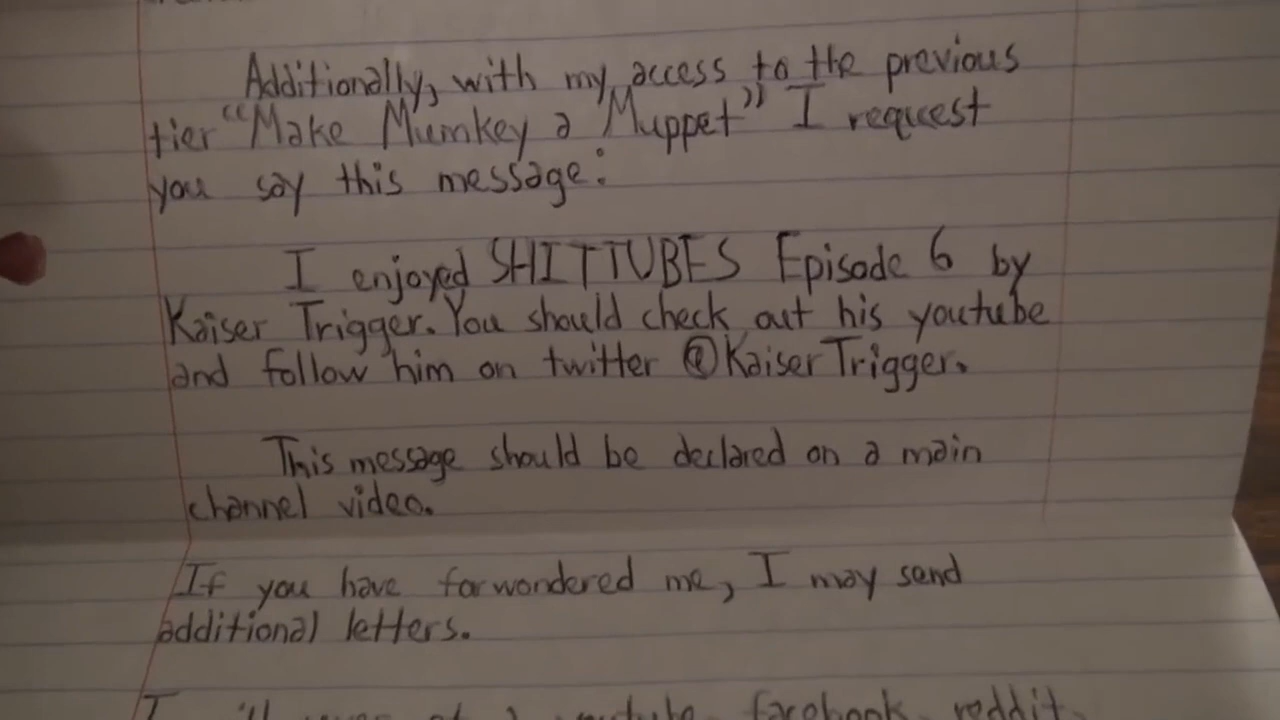 Additionally, with my access to the previous
tier "Make Mumkey a Muppet" I request
you say this message:
I enjoyed SHITTUBES Episode 6 by
Kaiser Trigger. You should check out his youtube
and follow him on twitter @KaiserTrigger.
This message should be declared on a main
channel video.
If you have forwondered me, I may send
additional letters.
facebook, reddit,